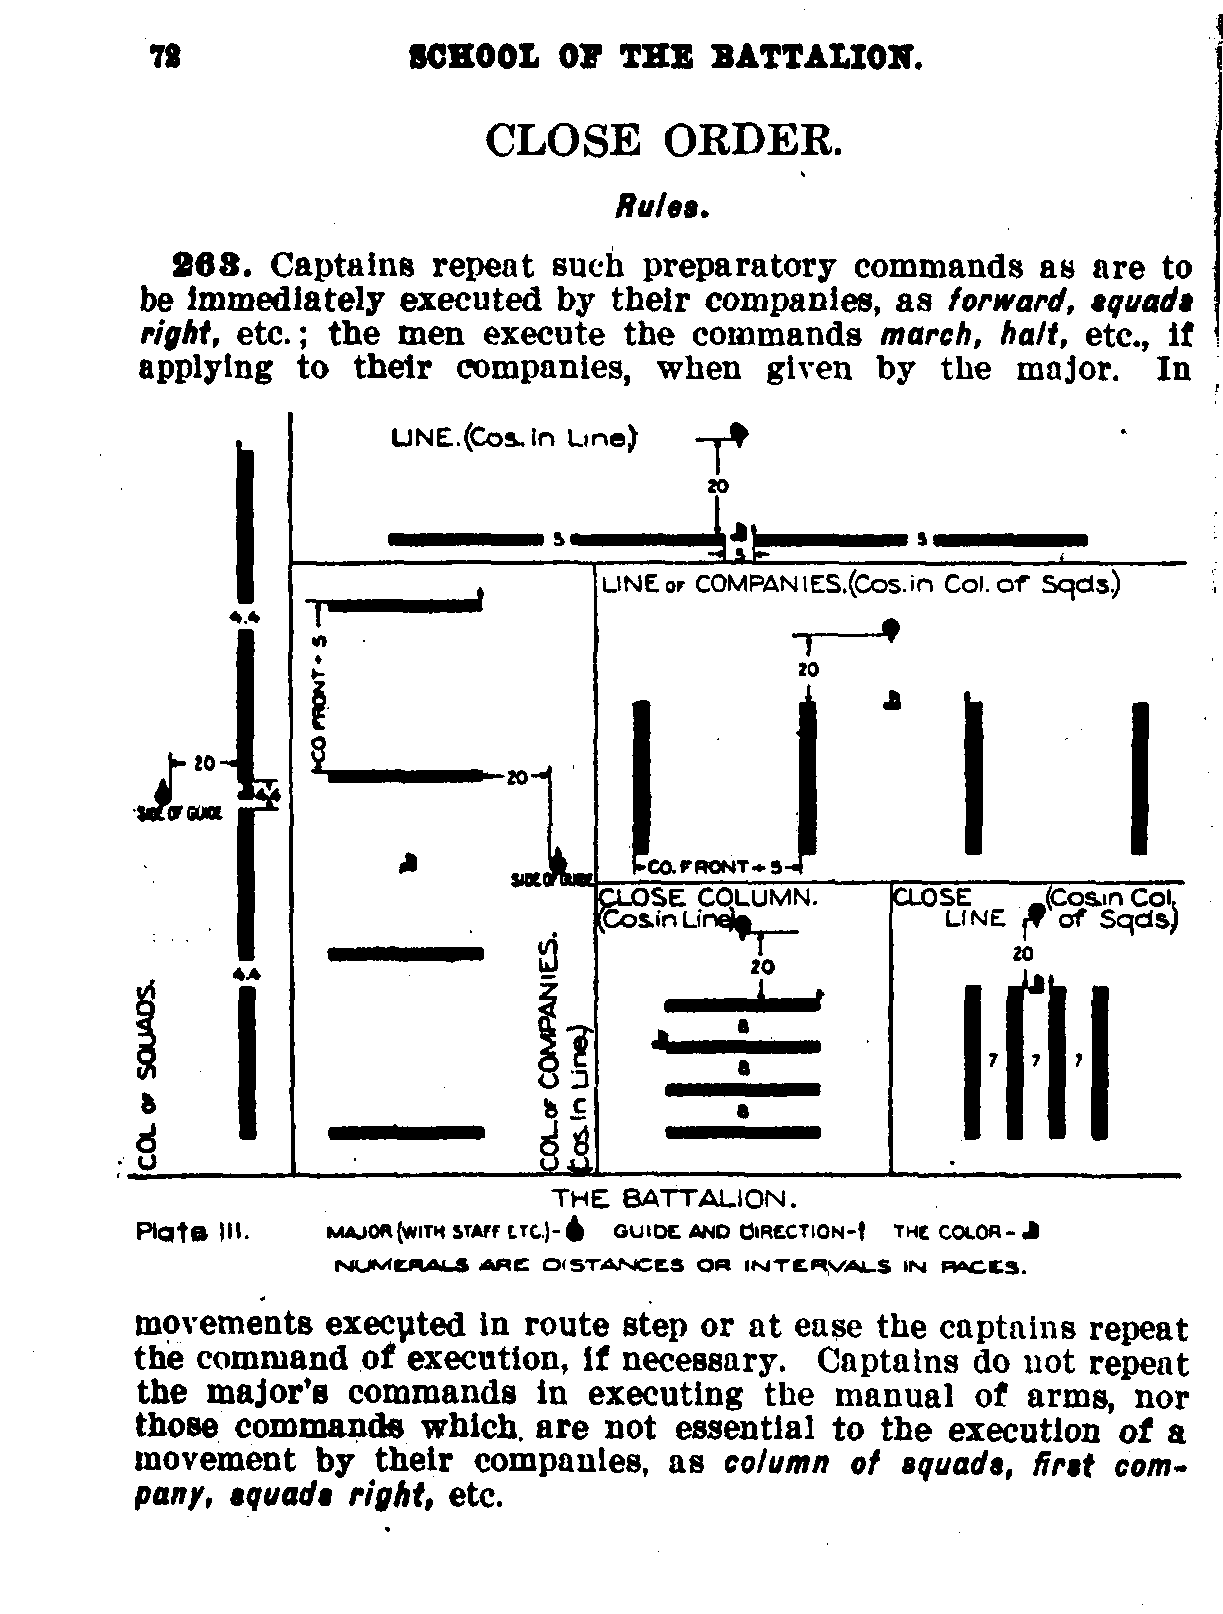 72 SCHOOL OF THE BATTALION.
CLOSE ORDER.
Rules.
263. Captains repeat such preparatory commands as are to
be immediately executed by their companies, as forward, squads
right, etc.; the men execute the commands march, halt, etc., if
applying to their companies, when given by the major. In
LINE. (Cos. in Line)
20
5
5
5
COL. OF SQUADS.
4.4
20
4.4
SIDE OF GUIDE
4.4
COL. OF COMPANIES.
(Cos. in Line)
CO FRONT + 5
20
SIDE OF GUIDE
LINE OF COMPANIES. (Cos. in Col. of Sqds.)
20
CO. FRONT + 5
CLOSE COLUMN.
(Cos. in Line)
20
8
8
8
CLOSE (Cos. in Col.
LINE of Sqds)
20
7 7 7
THE BATTALION.
Plate III. MAJOR (WITH STAFF ETC.)- GUIDE AND DIRECTION- THE COLOR-
NUMERALS ARE DISTANCES OR INTERVALS IN PACES.
movements executed in route step or at ease the captains repeat
the command of execution, if necessary. Captains do not repeat
the major's commands in executing the manual of arms, nor
those commands which are not essential to the execution of a
movement by their companies, as column of squads, first com-
pany, squads right, etc.